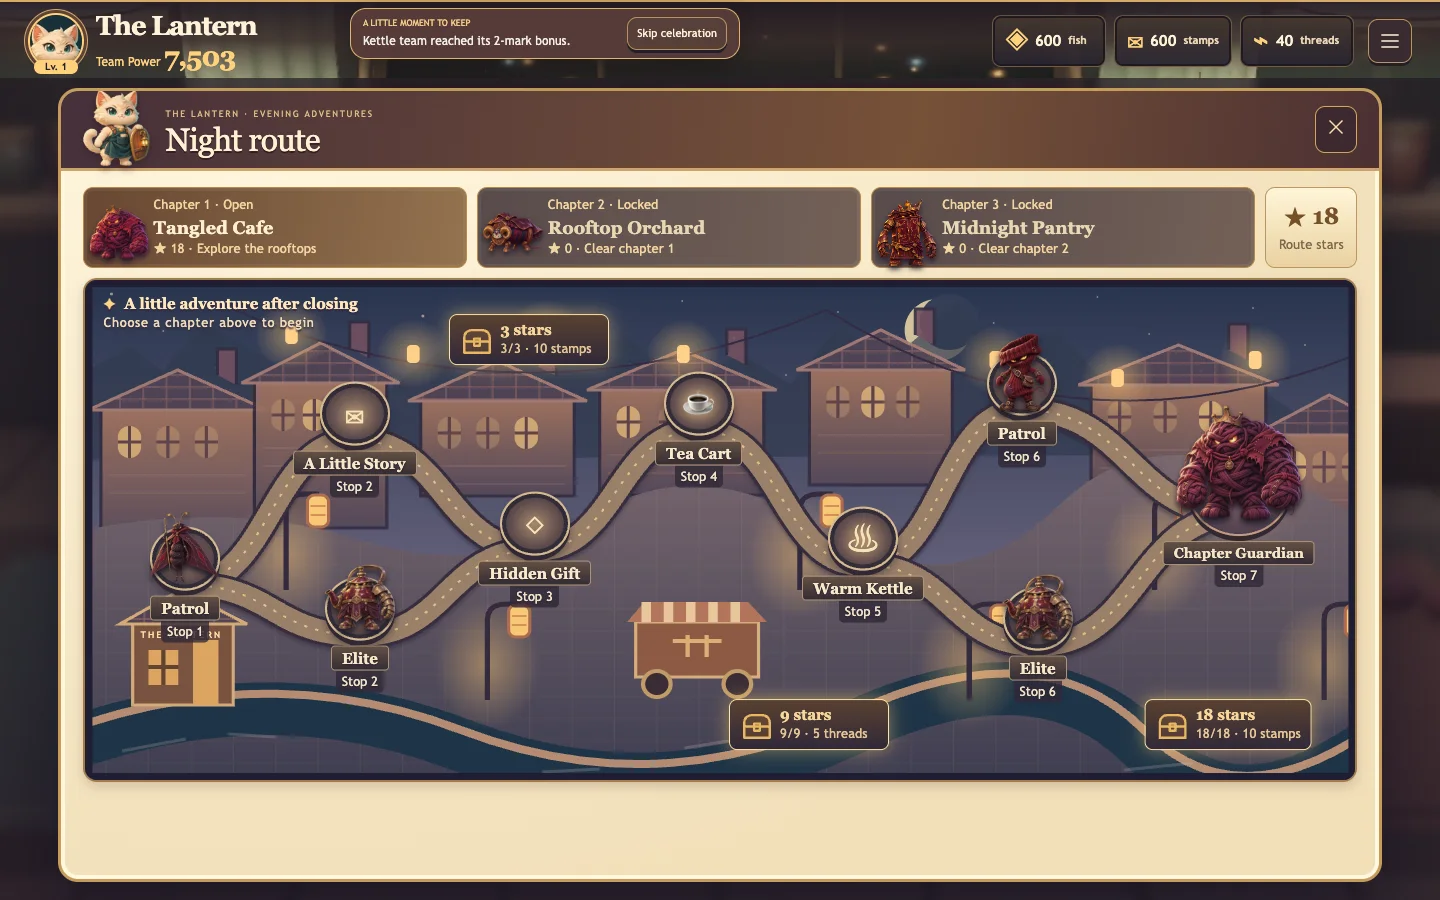 The Lantern
Lv. 1
Team Power 7,503
A LITTLE MOMENT TO KEEP
Kettle team reached its 2-mark bonus.
Skip celebration
600 fish
600 stamps
40 threads
THE LANTERN · EVENING ADVENTURES
Night route
Chapter 1 · Open
Tangled Cafe
★ 18 · Explore the rooftops
Chapter 2 · Locked
Rooftop Orchard
★ 0 · Clear chapter 1
Chapter 3 · Locked
Midnight Pantry
★ 0 · Clear chapter 2
★ 18
Route stars
A little adventure after closing
Choose a chapter above to begin
3 stars
3/3 · 10 stamps
A Little Story
Stop 2
Tea Cart
Stop 4
Patrol
Stop 6
Hidden Gift
Stop 3
Warm Kettle
Stop 5
Chapter Guardian
Stop 7
Patrol
Stop 1
Elite
Stop 2
Elite
Stop 6
9 stars
9/9 · 5 threads
18 stars
18/18 · 10 stamps